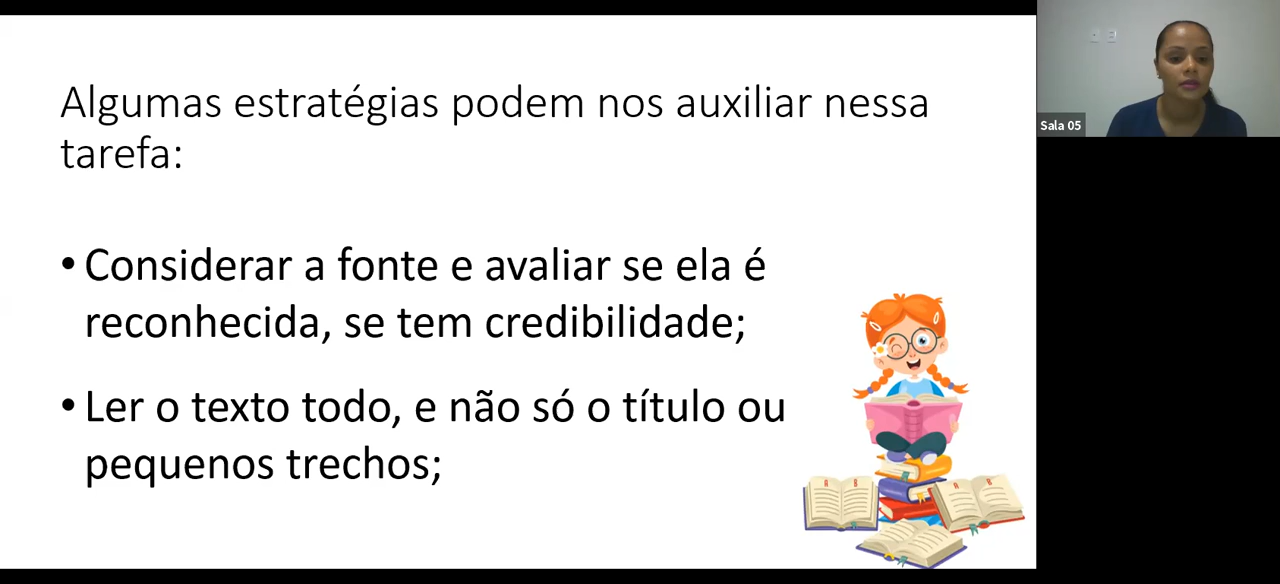 Algumas estratégias podem nos auxiliar nessa
tarefa:
• Considerar a fonte e avaliar se ela é
reconhecida, se tem credibilidade;
• Ler o texto todo, e não só o título ou
pequenos trechos;
Sala 05
A B
A B